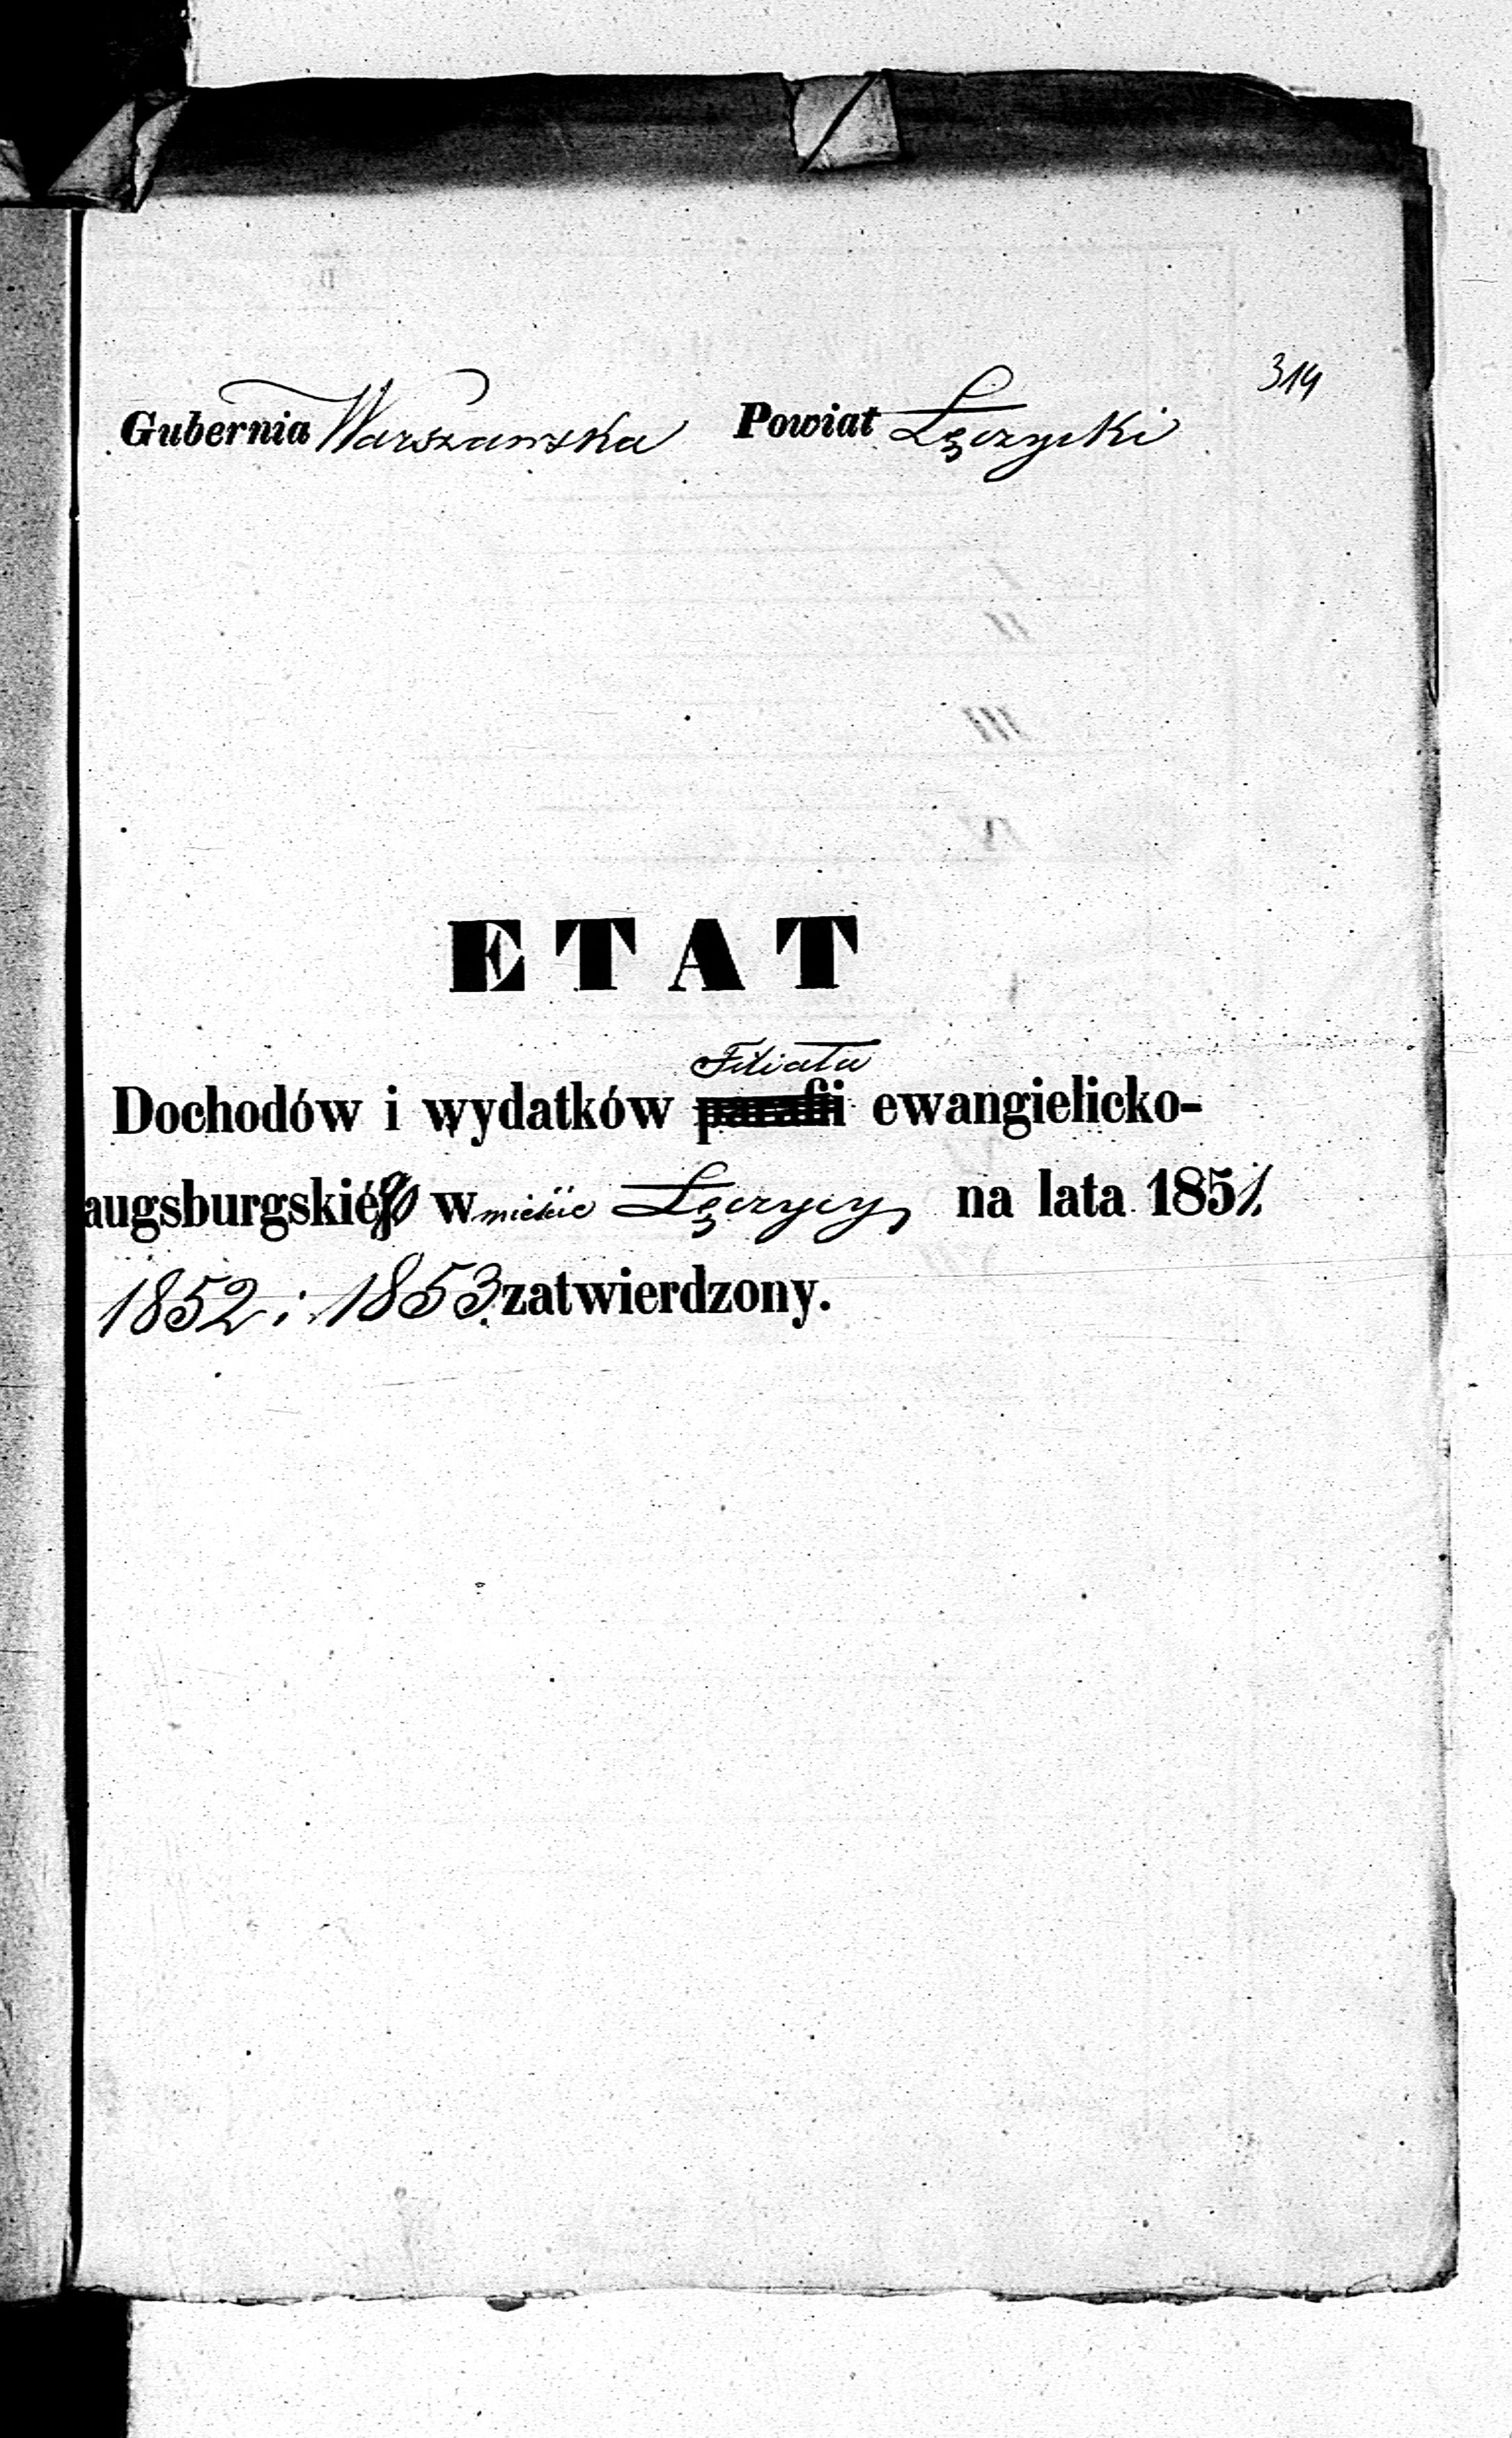 314
Gubernia Warszawska Powiat Łęczycki
ETAT
Filiału
Dochodów i wydatków parafii ewangielicko-
augsburgskiégo w mieście Łęczycy na lata 1851
1852 i 1853 zatwierdzony.